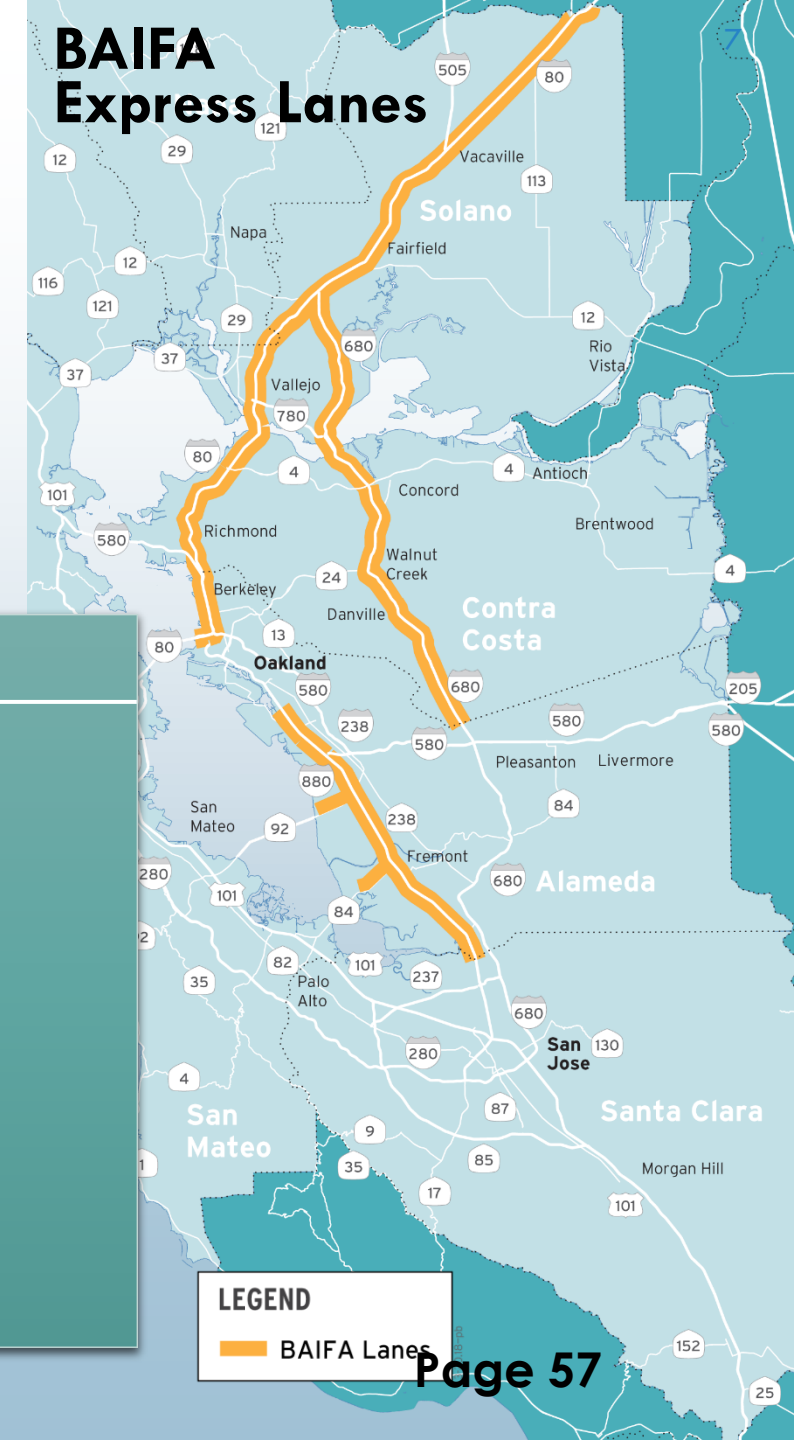 BAIFA
Express Lanes
7
505
80
121
12
29
Vacaville
113
Solano
Napa
Fairfield
12
116
121
29
12
680
37
37
Rio
Vista
Vallejo
780
80
4
4
Antioch
101
Concord
Brentwood
580
Richmond
Walnut
Creek
24
4
Berkeley
Danville
Contra
Costa
13
80
Oakland
580
680
205
238
580
580
580
Pleasanton
Livermore
880
84
San
Mateo
92
238
Fremont
280
101
680
Alameda
84
2
82
101
237
35
Palo
Alto
680
280
San
Jose
130
4
87
Santa Clara
San
Mateo
9
85
1
35
17
Morgan Hill
101
LEGEND
BAIFA Lanes
Page 57
152
25